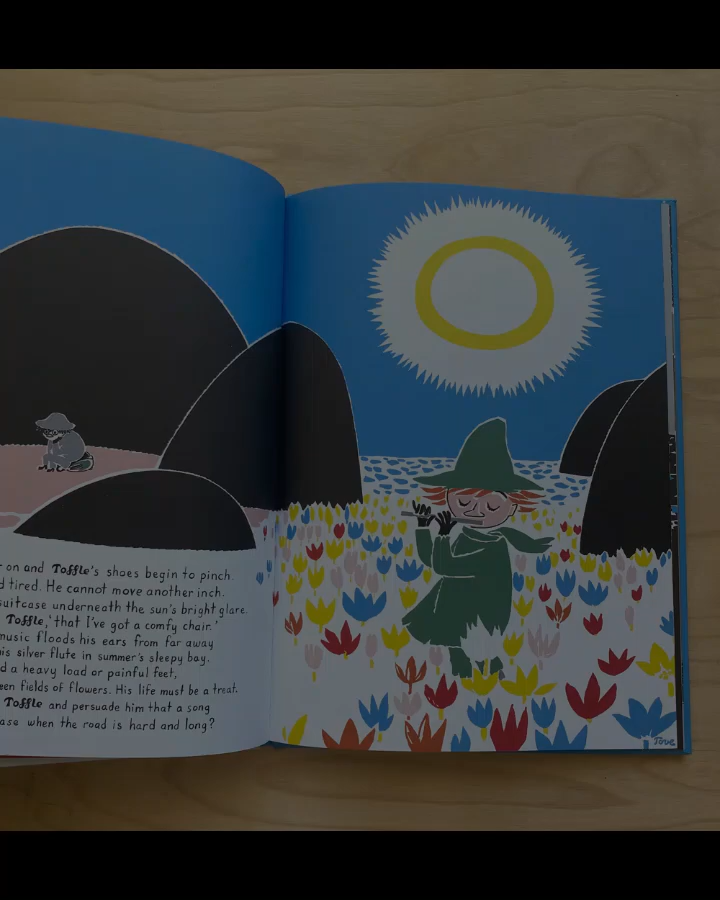 on and Toffle's shoes begin to pinch.
d tired. He cannot move another inch.
suitcase underneath the sun's bright glare.
Toffle, 'that I've got a comfy chair.'
music floods his ears from far away
his silver flute in summer's sleepy bay.
d a heavy load or painful feet,
een fields of flowers. His life must be a treat.
Toffle and persuade him that a song
ase when the road is hard and long?
Tove